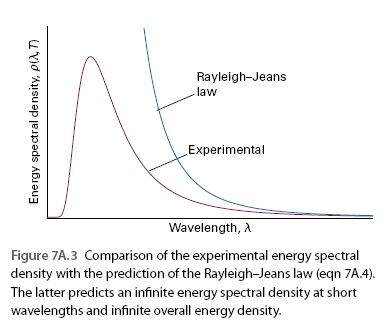 Energy spectral density, ρ(λ,T)
Rayleigh–Jeans
law
Experimental
Wavelength, λ
Figure 7A.3 Comparison of the experimental energy spectral
density with the prediction of the Rayleigh–Jeans law (eqn 7A.4).
The latter predicts an infinite energy spectral density at short
wavelengths and infinite overall energy density.